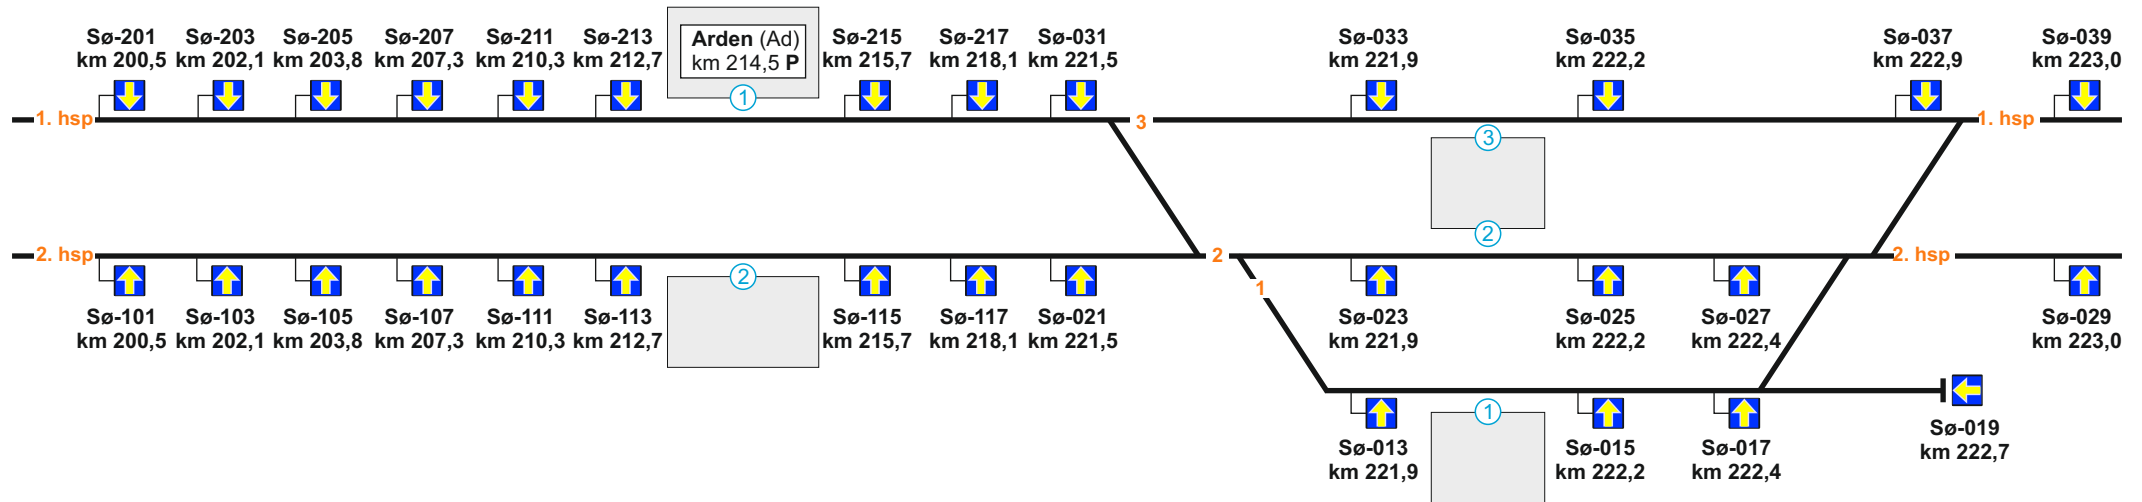 Sø-201 Sø-203 Sø-205 Sø-207 Sø-211 Sø-213 Arden (Ad) Sø-215 Sø-217 Sø-031 Sø-033 Sø-035 Sø-037 Sø-039
km 200,5 km 202,1 km 203,8 km 207,3 km 210,3 km 212,7 km 214,5 P km 215,7 km 218,1 km 221,5 km 221,9 km 222,2 km 222,9 km 223,0
1
1. hsp 3 1. hsp
3
2
2. hsp 2 2. hsp
2
1
Sø-101 Sø-103 Sø-105 Sø-107 Sø-111 Sø-113 Sø-115 Sø-117 Sø-021 Sø-023 Sø-025 Sø-027 Sø-029
km 200,5 km 202,1 km 203,8 km 207,3 km 210,3 km 212,7 km 215,7 km 218,1 km 221,5 km 221,9 km 222,2 km 222,4 km 223,0
1
Sø-019
km 222,7
Sø-013 Sø-015 Sø-017
km 221,9 km 222,2 km 222,4